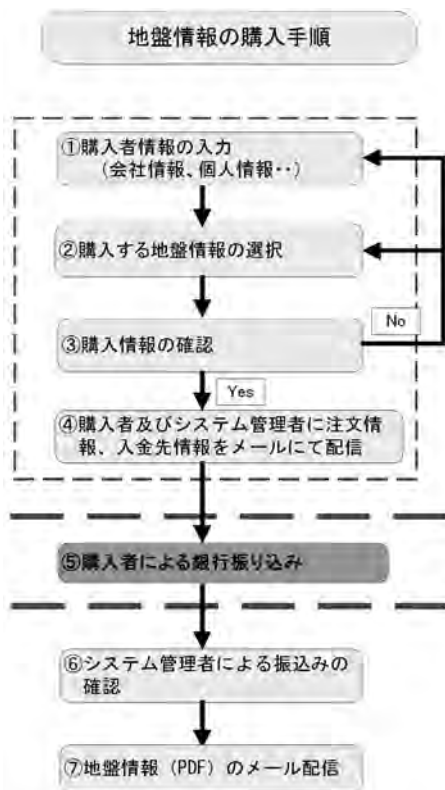 地盤情報の購入手順
①購入者情報の入力
（会社情報、個人情報‥）
②購入する地盤情報の選択
No
③購入情報の確認
Yes
④購入者及びシステム管理者に注文情
報、入金先情報をメールにて配信
⑤購入者による銀行振り込み
⑥システム管理者による振込みの
確認
⑦地盤情報（PDF）のメール配信